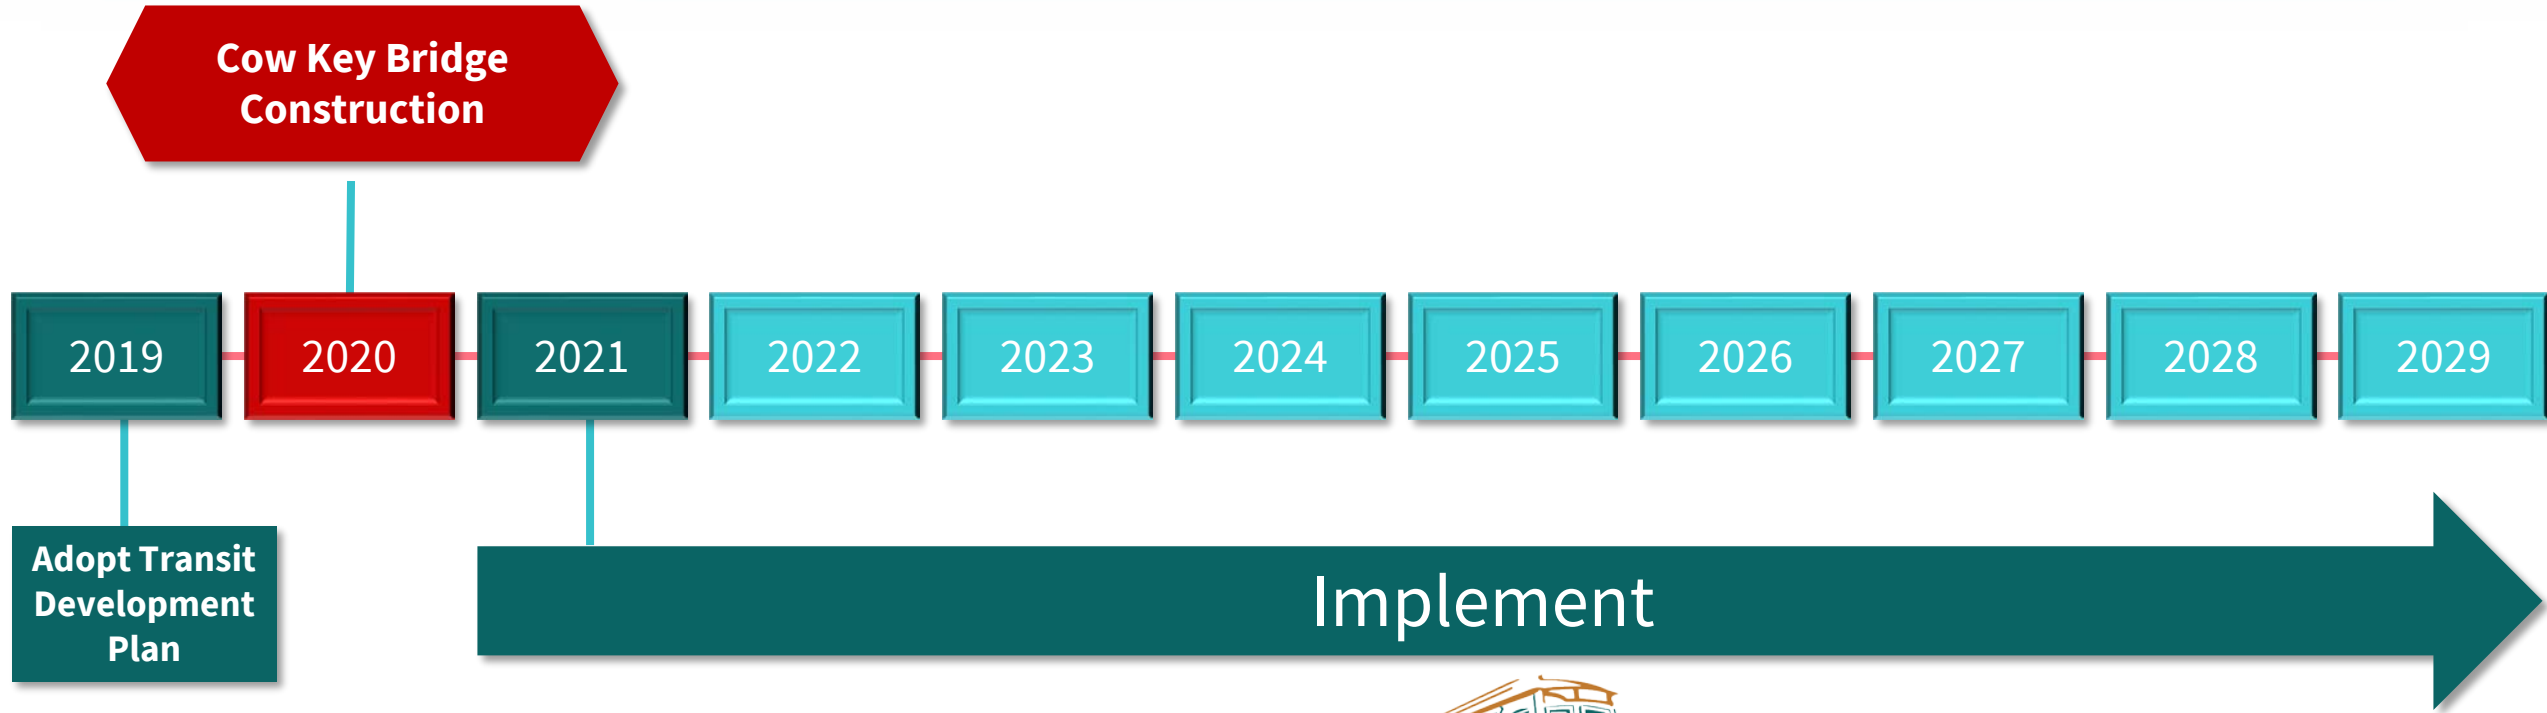 Cow Key Bridge
Construction
2019
2020
2021
2022
2023
2024
2025
2026
2027
2028
2029
Adopt Transit
Development
Plan
Implement